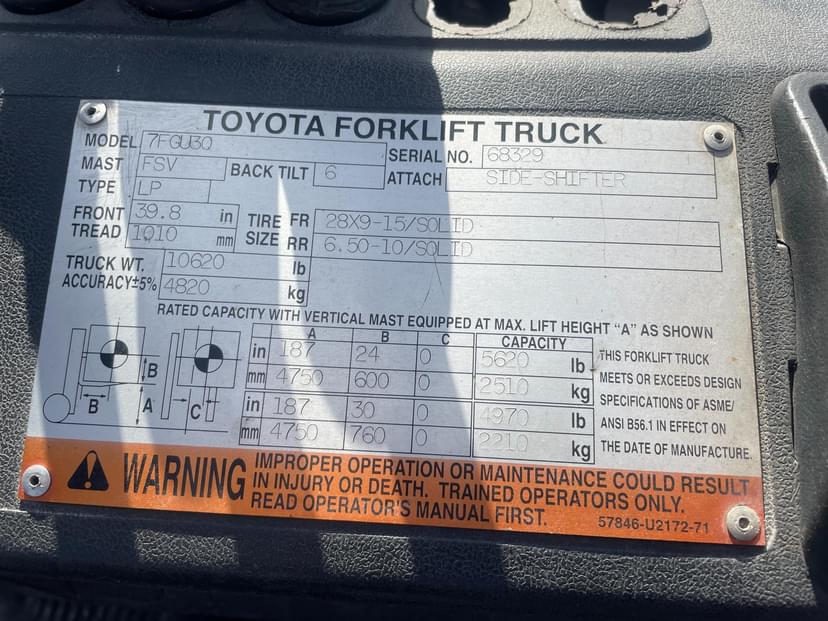 TOYOTA FORKLIFT TRUCK
MODEL 7FGU30 SERIAL NO. 68329
MAST FSV BACK TILT 6 ATTACH SIDE-SHIFTER
TYPE LP
FRONT TREAD 39.8 in TIRE SIZE FR 28X9-15/SOLID
1010 mm RR 6.50-10/SOLID
TRUCK WT. 10620 lb
ACCURACY±5% 4820 kg
RATED CAPACITY WITH VERTICAL MAST EQUIPPED AT MAX. LIFT HEIGHT "A" AS SHOWN
A B C CAPACITY
in 187 24 0 5620 lb
mm 4750 600 0 2510 kg
in 187 30 0 4970 lb
mm 4750 760 0 2210 kg
B
B A C
THIS FORKLIFT TRUCK
MEETS OR EXCEEDS DESIGN
SPECIFICATIONS OF ASME/
ANSI B56.1 IN EFFECT ON
THE DATE OF MANUFACTURE.
WARNING
IMPROPER OPERATION OR MAINTENANCE COULD RESULT
IN INJURY OR DEATH. TRAINED OPERATORS ONLY.
READ OPERATOR'S MANUAL FIRST.
57846-U2172-71